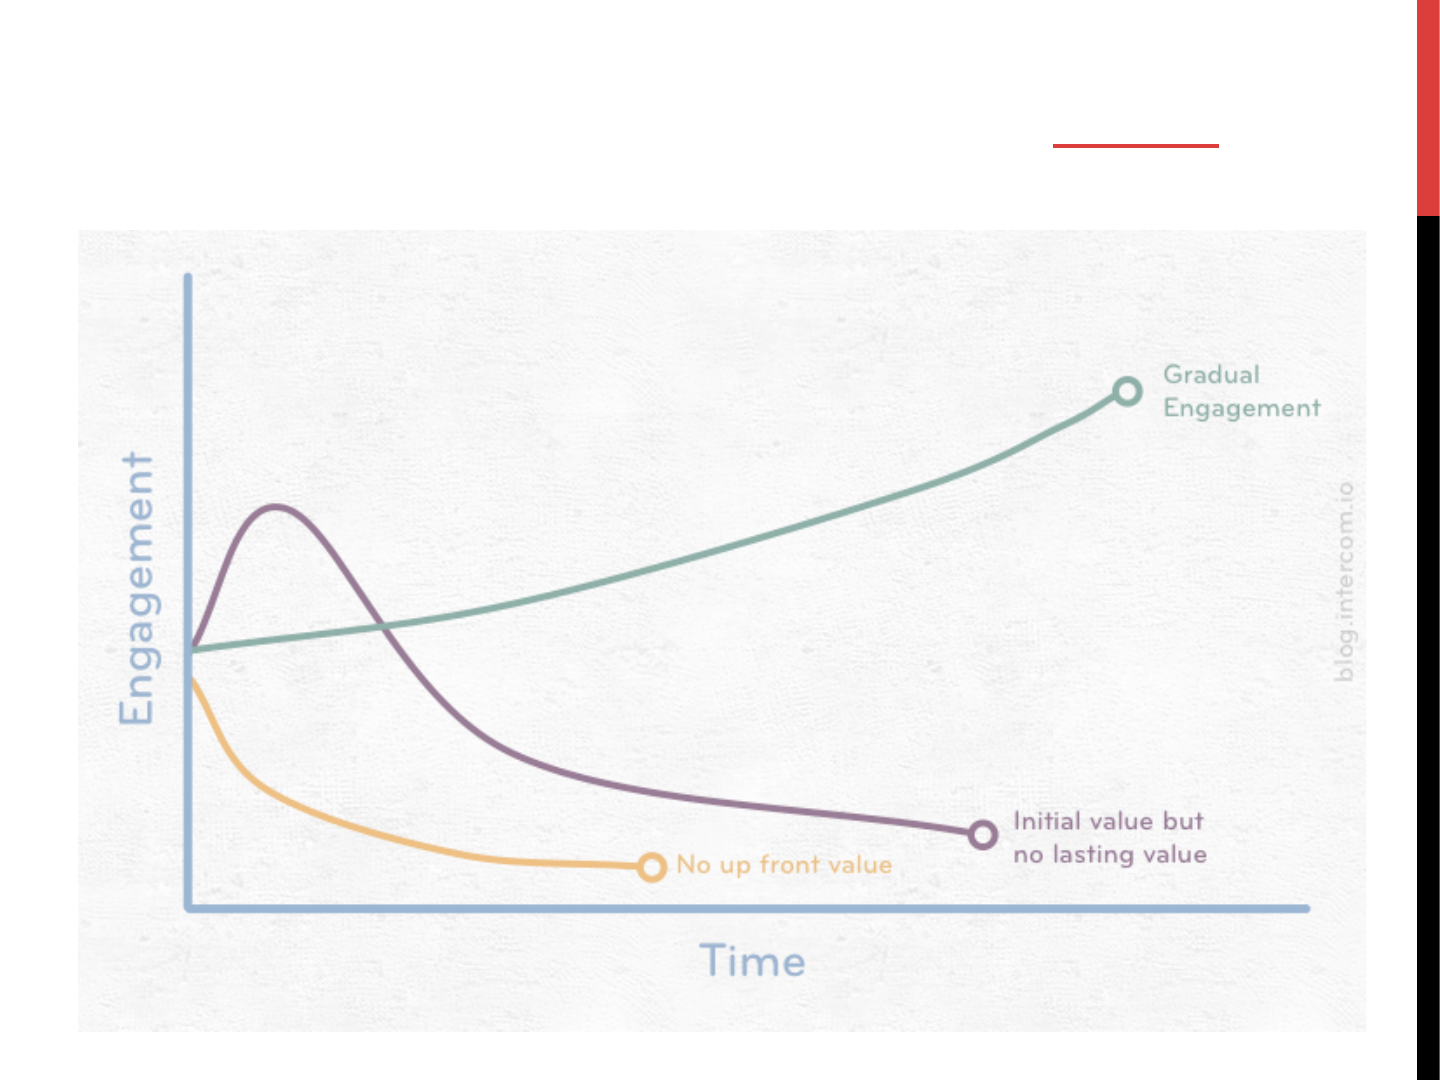 Gradual
Engagement
Engagement
blog.intercom.io
Initial value but
no lasting value
No up front value
Time